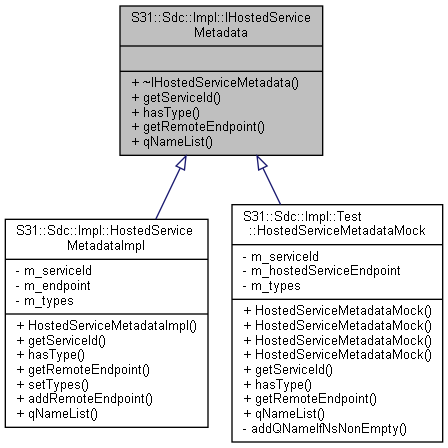 S31::Sdc::Impl::IHostedService
Metadata
+ ~IHostedServiceMetadata()
+ getServiceId()
+ hasType()
+ getRemoteEndpoint()
+ qNameList()
S31::Sdc::Impl::HostedService
MetadataImpl
- m_serviceId
- m_endpoint
- m_types
+ HostedServiceMetadataImpl()
+ getServiceId()
+ hasType()
+ getRemoteEndpoint()
+ setTypes()
+ addRemoteEndpoint()
+ qNameList()
S31::Sdc::Impl::Test
::HostedServiceMetadataMock
- m_serviceId
- m_hostedServiceEndpoint
- m_types
+ HostedServiceMetadataMock()
+ HostedServiceMetadataMock()
+ HostedServiceMetadataMock()
+ HostedServiceMetadataMock()
+ getServiceId()
+ hasType()
+ getRemoteEndpoint()
+ qNameList()
- addQNameIfNsNonEmpty()